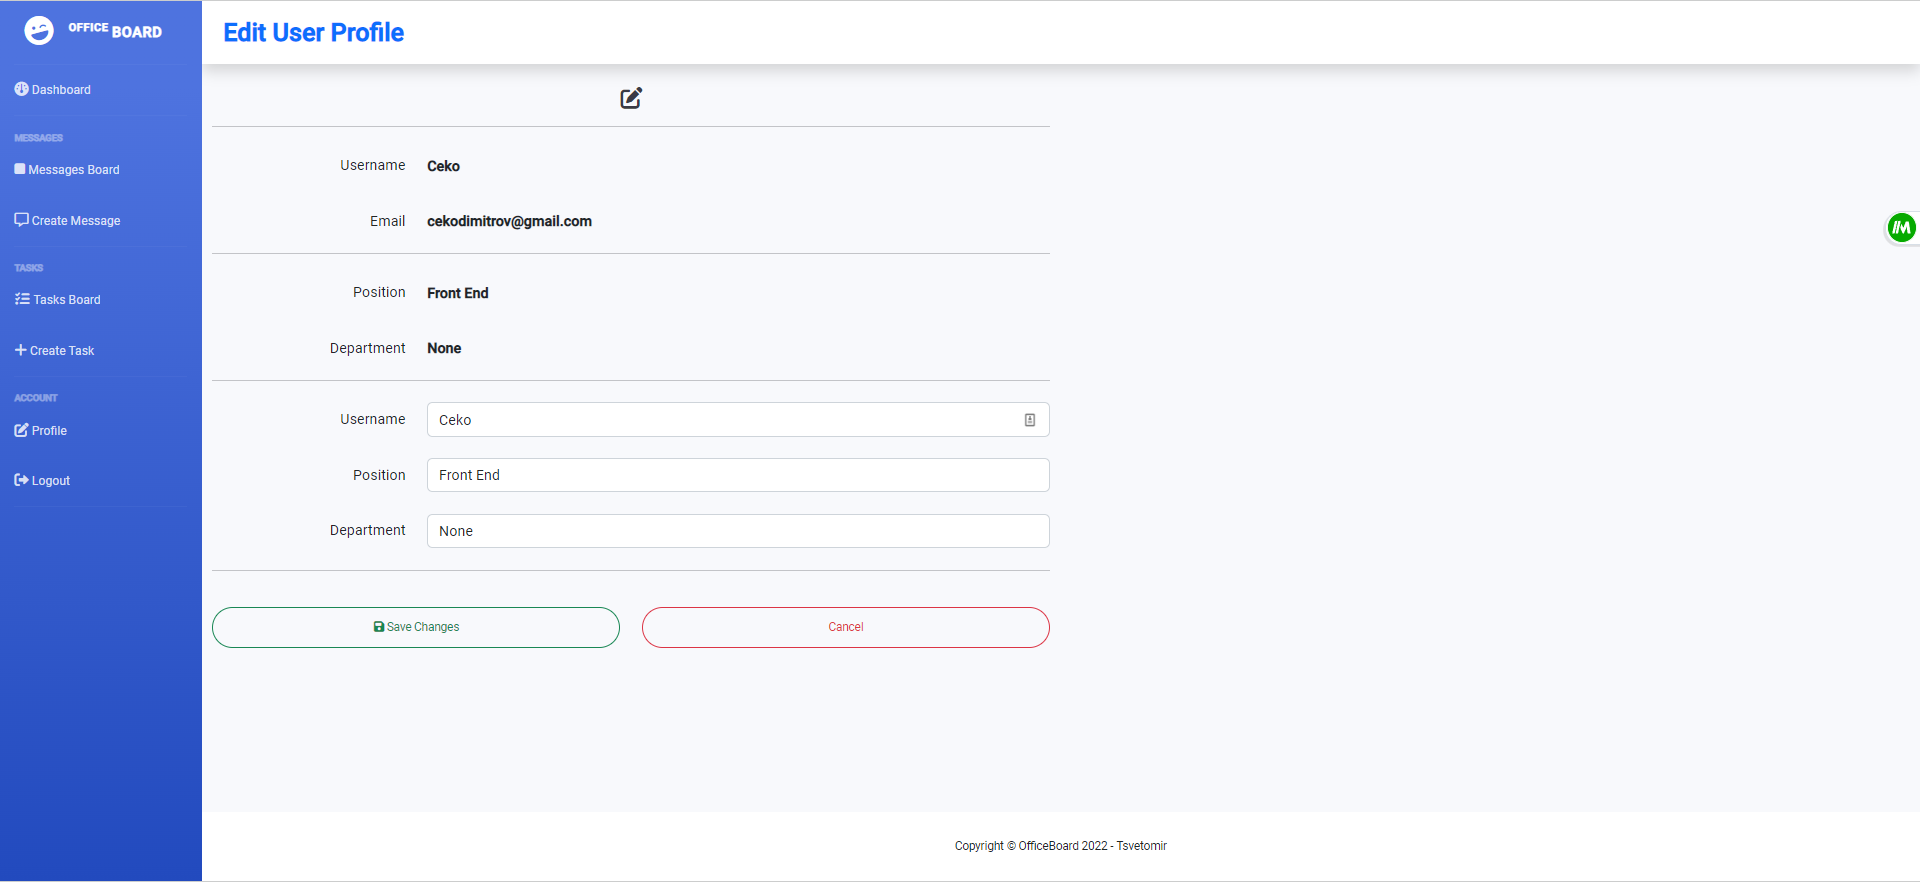 OFFICE BOARD
Edit User Profile
Dashboard
MESSAGES
Messages Board
Create Message
TASKS
Tasks Board
Create Task
ACCOUNT
Profile
Logout
Username Ceko
Email cekodimitrov@gmail.com
Position Front End
Department None
Username Ceko
Position Front End
Department None
Save Changes Cancel
Copyright © OfficeBoard 2022 - Tsvetomir